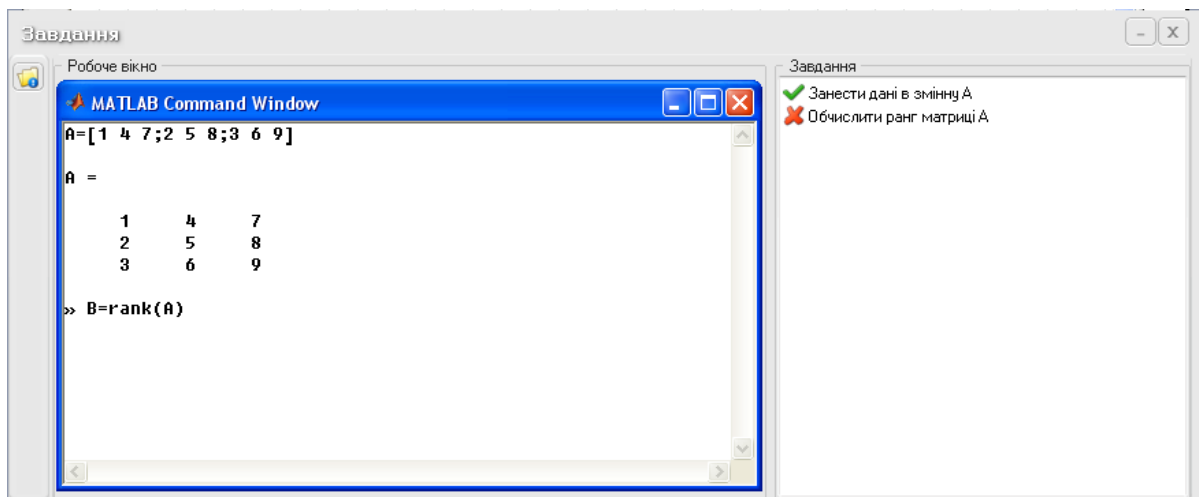 Завдання
Робоче вікно
MATLAB Command Window
A=[1 4 7;2 5 8;3 6 9]
A =
1 4 7
2 5 8
3 6 9
» B=rank(A)
Завдання
Занести дані в змінну A
Обчислити ранг матриці A